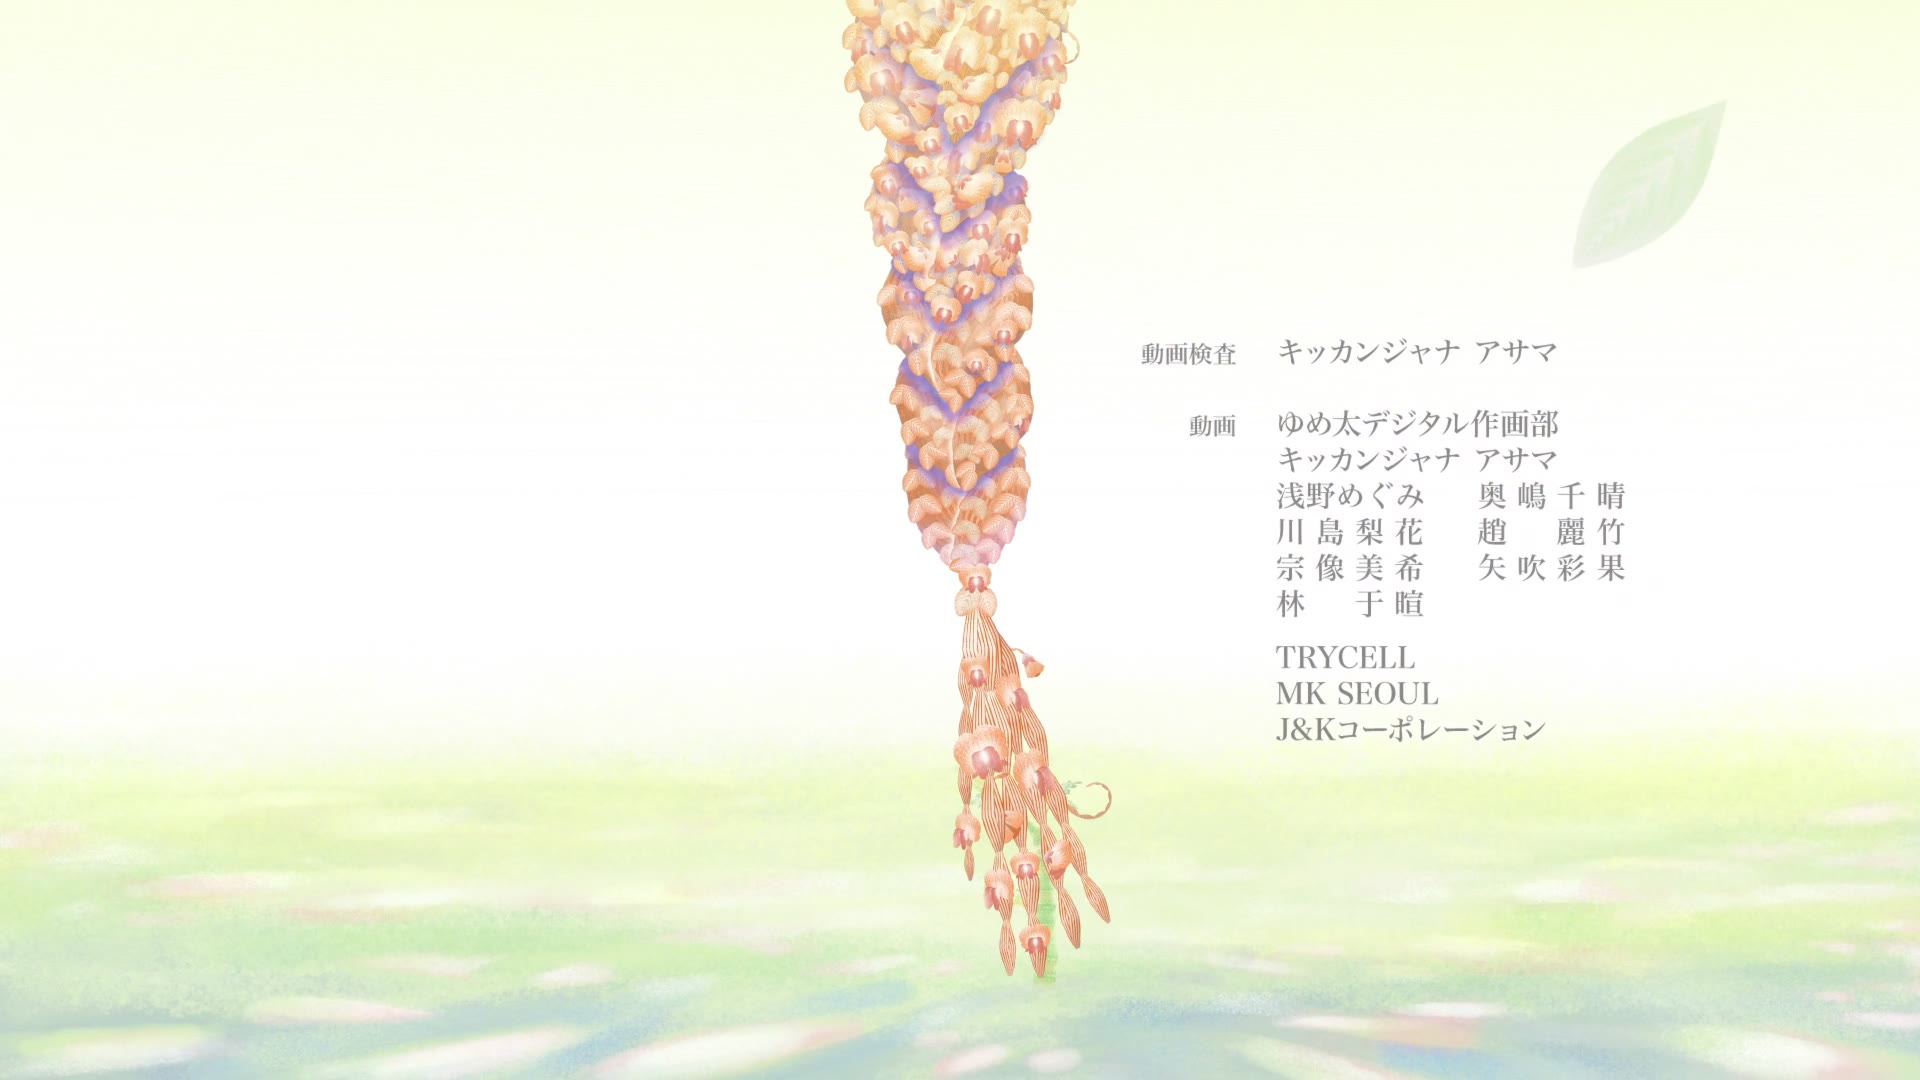 動画検査 キッカンジャナ アサマ
動画 ゆめ太デジタル作画部
キッカンジャナ アサマ
浅野めぐみ 奥嶋千晴
川島梨花 趙 麗竹
宗像美希 矢吹彩果
林 于暄
TRYCELL
MK SEOUL
J&Kコーポレーション